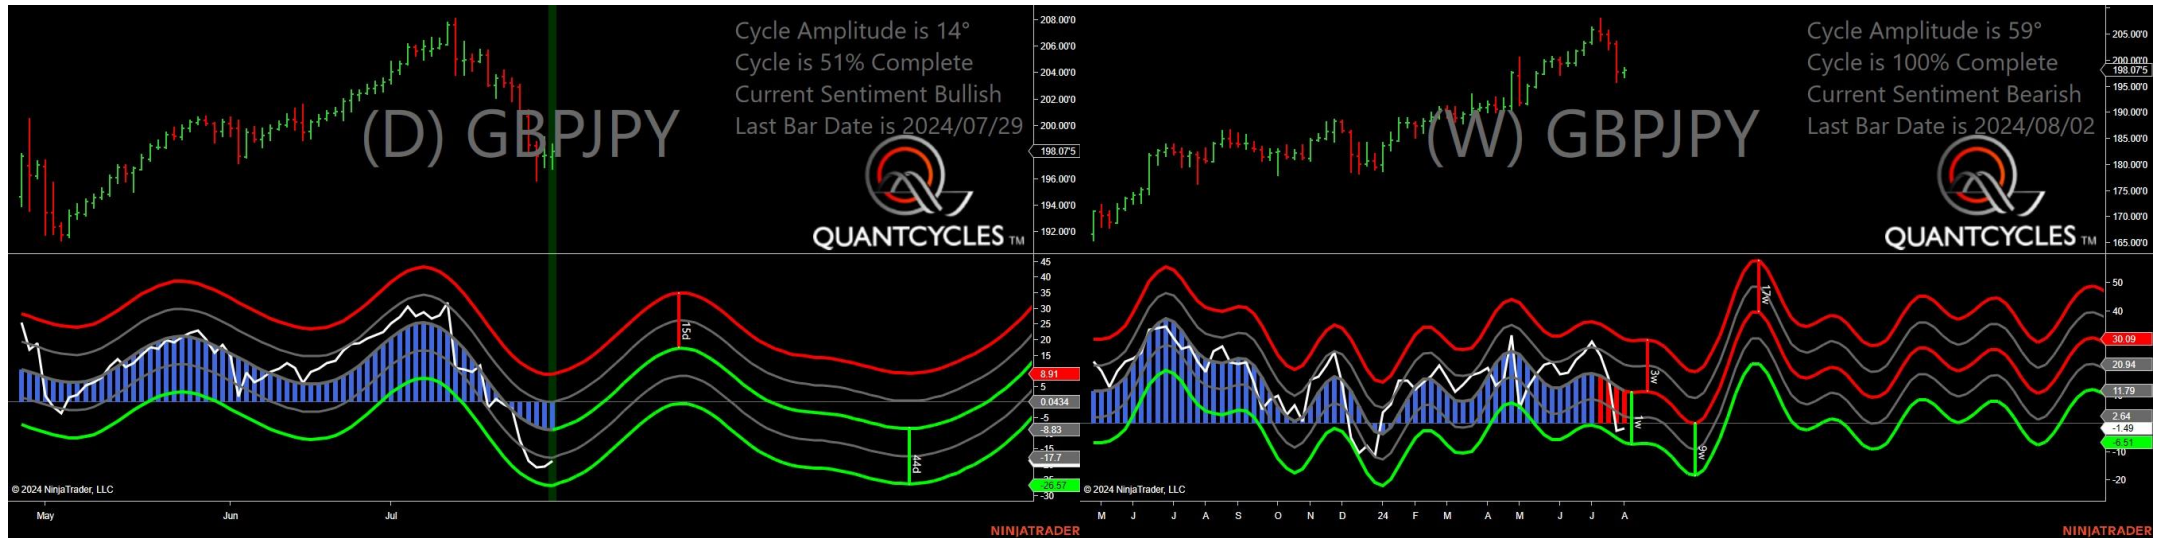 Cycle Amplitude is 14°
Cycle is 51% Complete
Current Sentiment Bullish
Last Bar Date is 2024/07/29
(D) GBPJPY
QUANTCYCLES TM
208.00'0
206.00'0
204.00'0
202.00'0
200.00'0
198.07'5
196.00'0
194.00'0
192.00'0
45
40
35
30
25
20
15
8.91
5
0.0434
-5
-8.83
-15
-17.7
-26.57
-30
15d
44d
© 2024 NinjaTrader, LLC
May
Jun
Jul
NINJATRADER
Cycle Amplitude is 59°
Cycle is 100% Complete
Current Sentiment Bearish
Last Bar Date is 2024/08/02
(W) GBPJPY
QUANTCYCLES TM
205.00'0
200.00'0
198.07'5
195.00'0
190.00'0
185.00'0
180.00'0
175.00'0
170.00'0
165.00'0
50
40
30.09
20.94
11.79
2.64
-1.49
-6.51
-10
-20
17w
3w
1w
9w
© 2024 NinjaTrader, LLC
M J J A S O N D 24 F M A M J J A
NINJATRADER